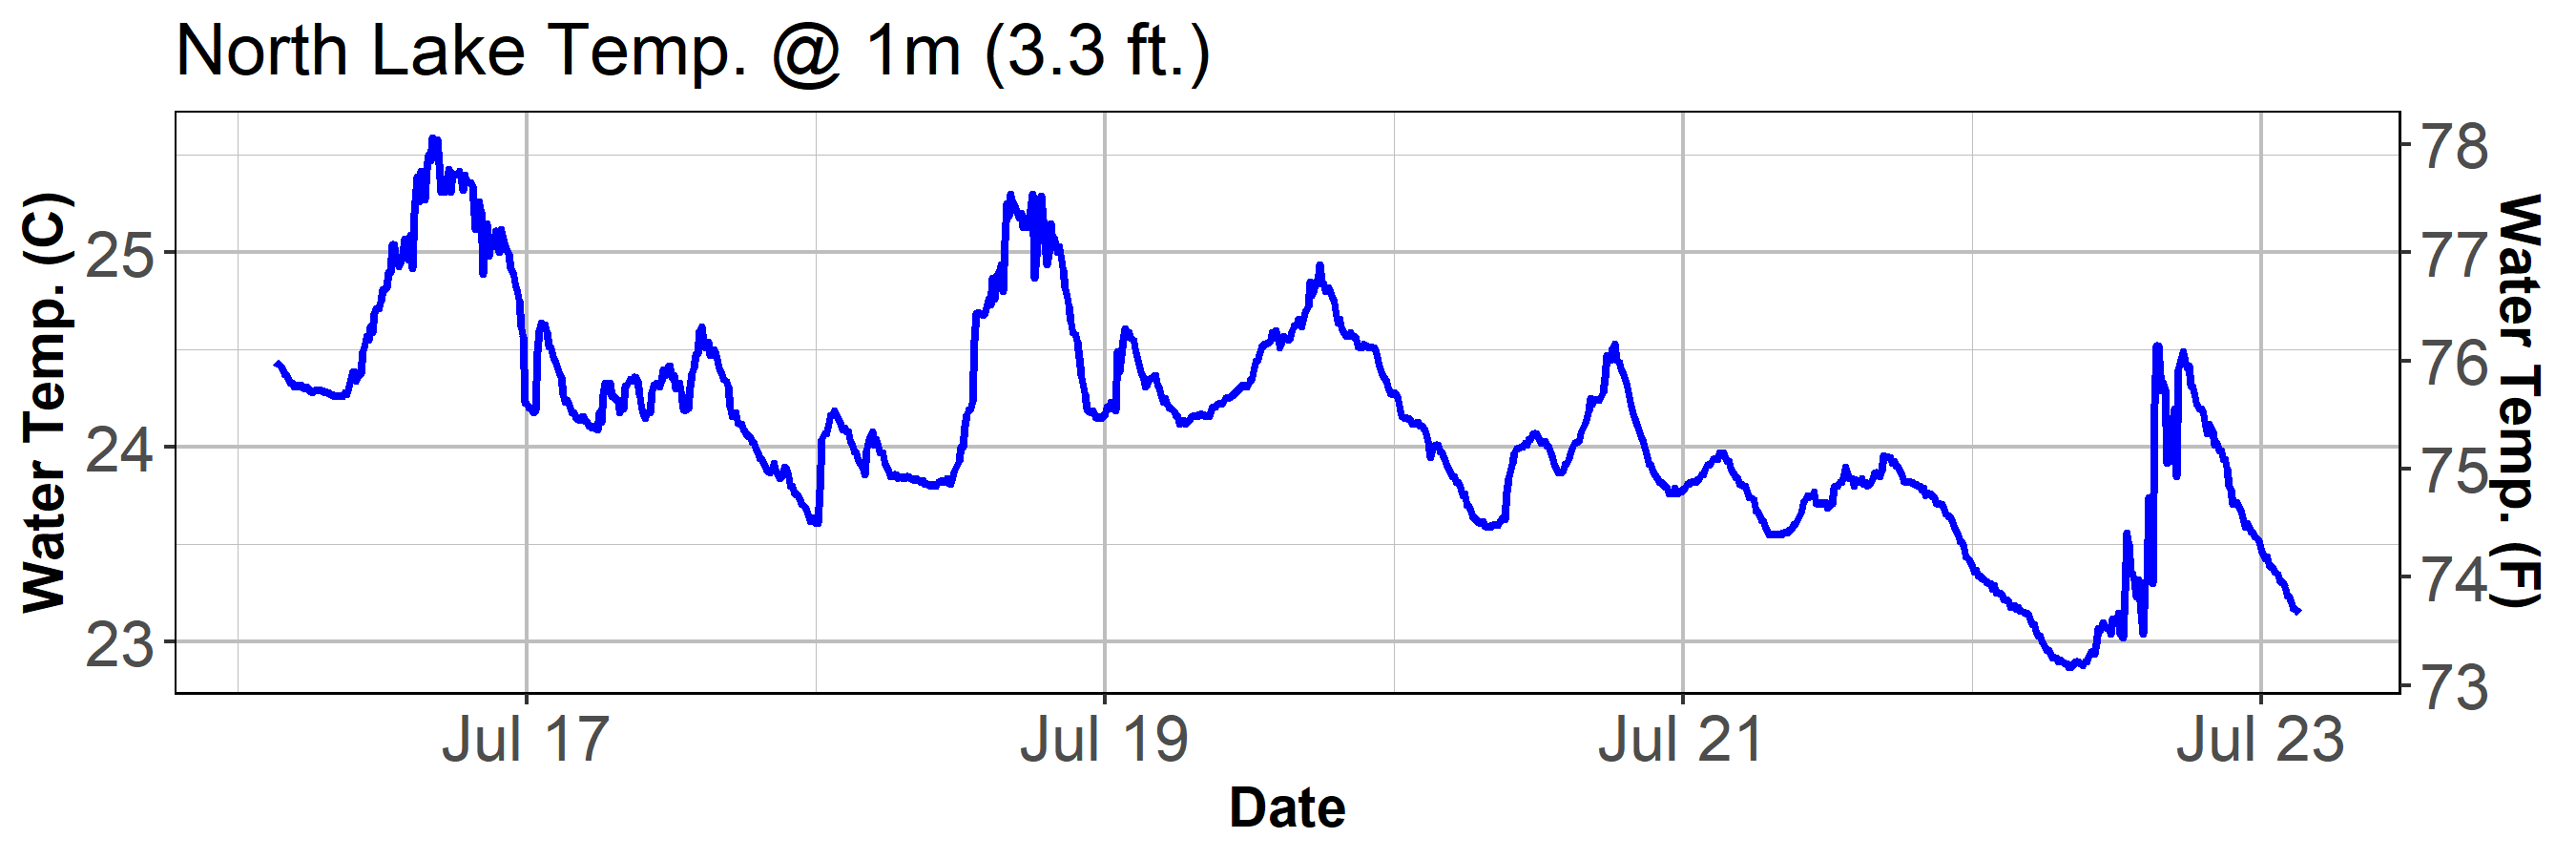 North Lake Temp. @ 1m (3.3 ft.)
Water Temp. (C)
25
24
23
78
77
76
75
74
73
Water Temp. (F)
Jul 17
Jul 19
Jul 21
Jul 23
Date